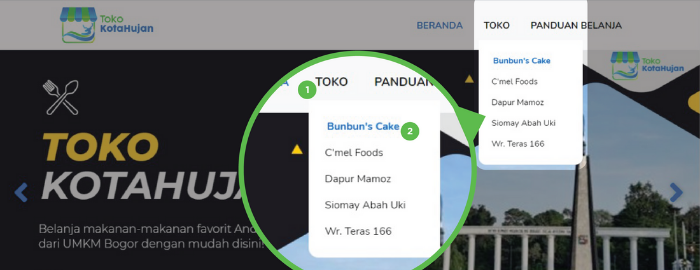 Toko
KotaHujan
BERANDA
TOKO
PANDUAN BELANJA
Bunbun's Cake
C'mel Foods
Dapur Mamoz
Siomay Abah Uki
Wr. Teras 166
Toko
KotaHujan
TOKO
KOTAHUJA
Belanja makanan-makanan favorit And
dari UMKM Bogor dengan mudah disini!
A
1
TOKO
PANDUAN
Bunbun's Cake
2
C'mel Foods
Dapur Mamoz
Siomay Abah Uki
Wr. Teras 166